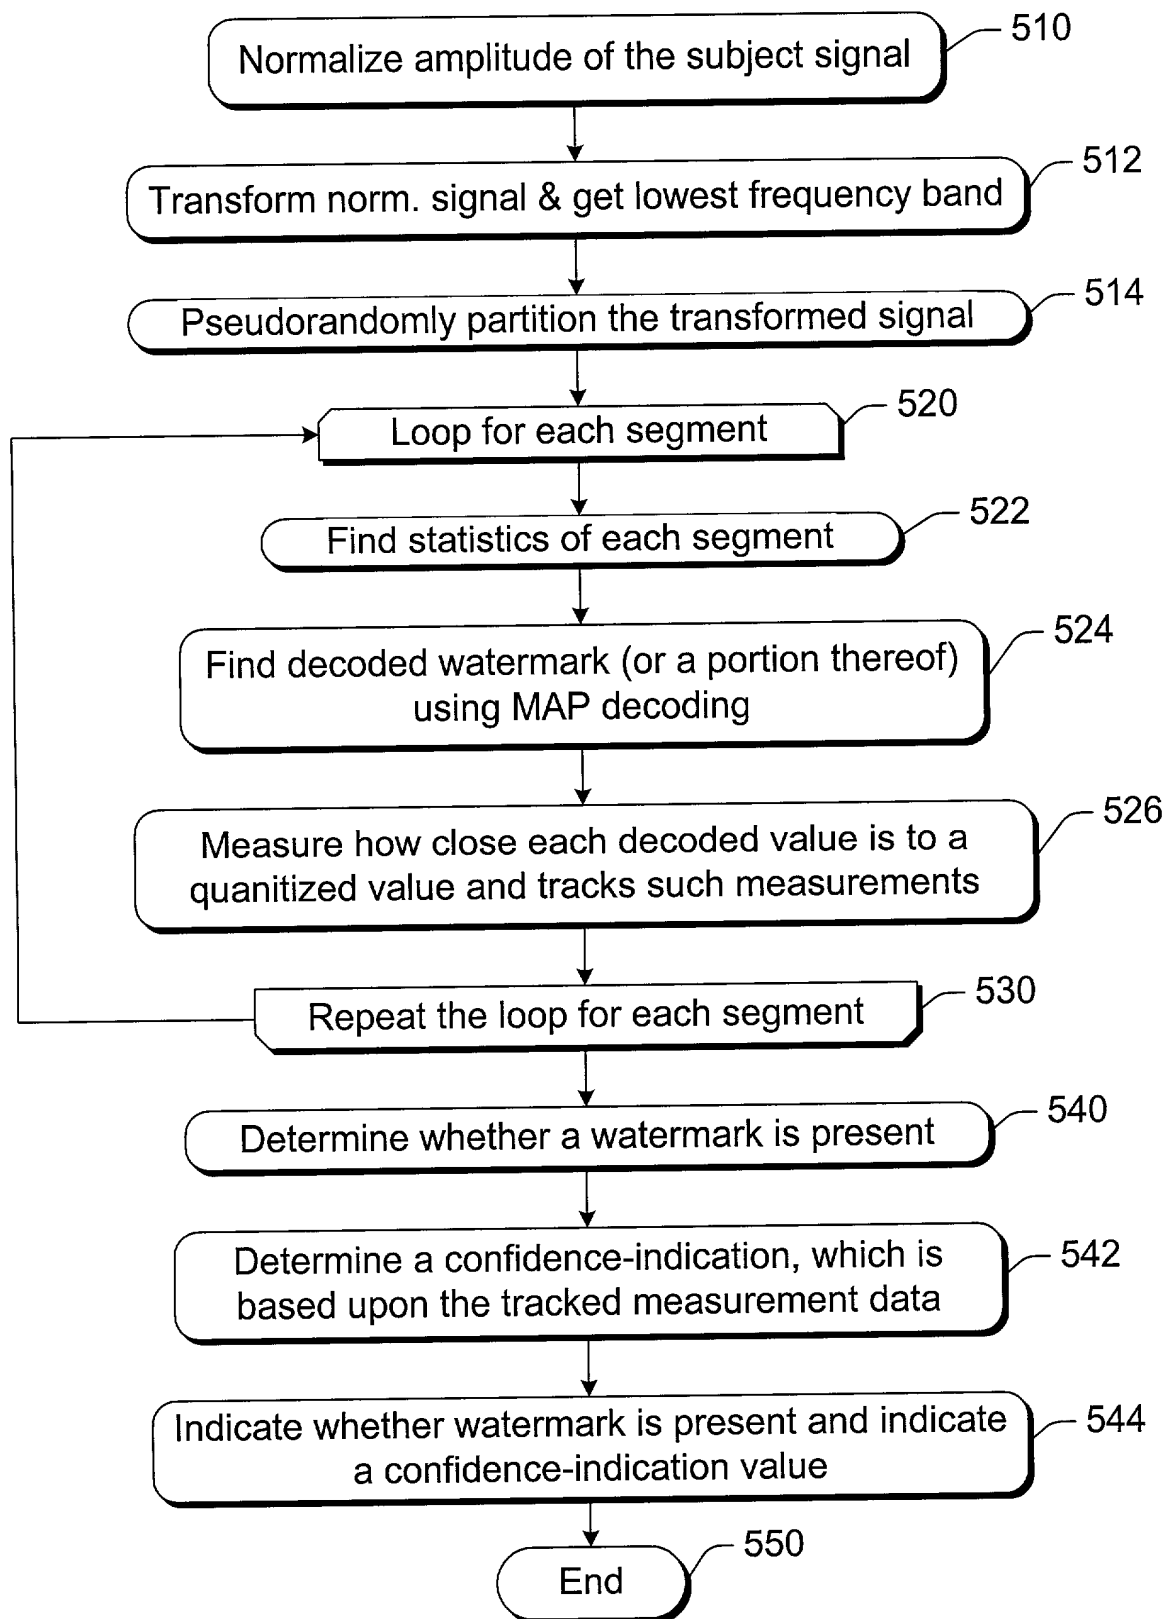 Normalize amplitude of the subject signal
510
Transform norm. signal & get lowest frequency band
512
Pseudorandomly partition the transformed signal
514
Loop for each segment
520
Find statistics of each segment
522
Find decoded watermark (or a portion thereof)
using MAP decoding
524
Measure how close each decoded value is to a
quanitized value and tracks such measurements
526
Repeat the loop for each segment
530
Determine whether a watermark is present
540
Determine a confidence-indication, which is
based upon the tracked measurement data
542
Indicate whether watermark is present and indicate
a confidence-indication value
544
End
550